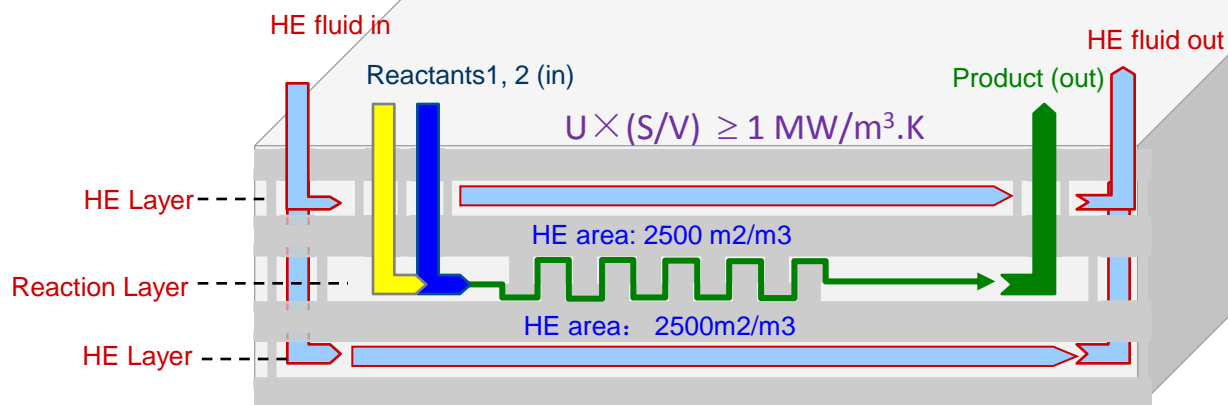 HE fluid in
HE fluid out
Reactants1, 2 (in)
Product (out)
U×(S/V) ≥ 1 MW/m³.K
HE Layer
HE area: 2500 m2/m3
Reaction Layer
HE area： 2500m2/m3
HE Layer